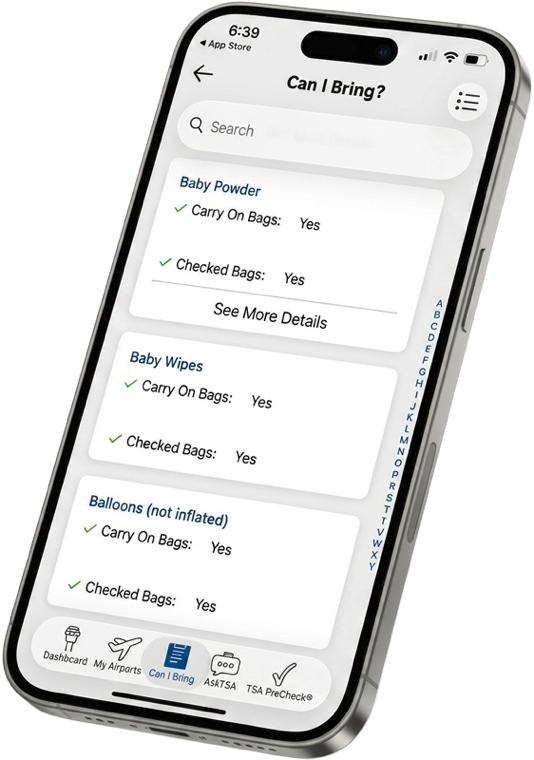 6:39
◀ App Store
Can I Bring?
Search
Baby Powder
✓ Carry On Bags: Yes
✓ Checked Bags: Yes
See More Details
Baby Wipes
✓ Carry On Bags: Yes
✓ Checked Bags: Yes
Balloons (not inflated)
✓ Carry On Bags: Yes
✓ Checked Bags: Yes
A
B
C
D
E
F
G
H
I
J
K
L
M
N
O
P
R
S
T
T
V
W
X
Y
Dashbcard
My Airports
Can I Bring
AskTSA
TSA PreCheck®